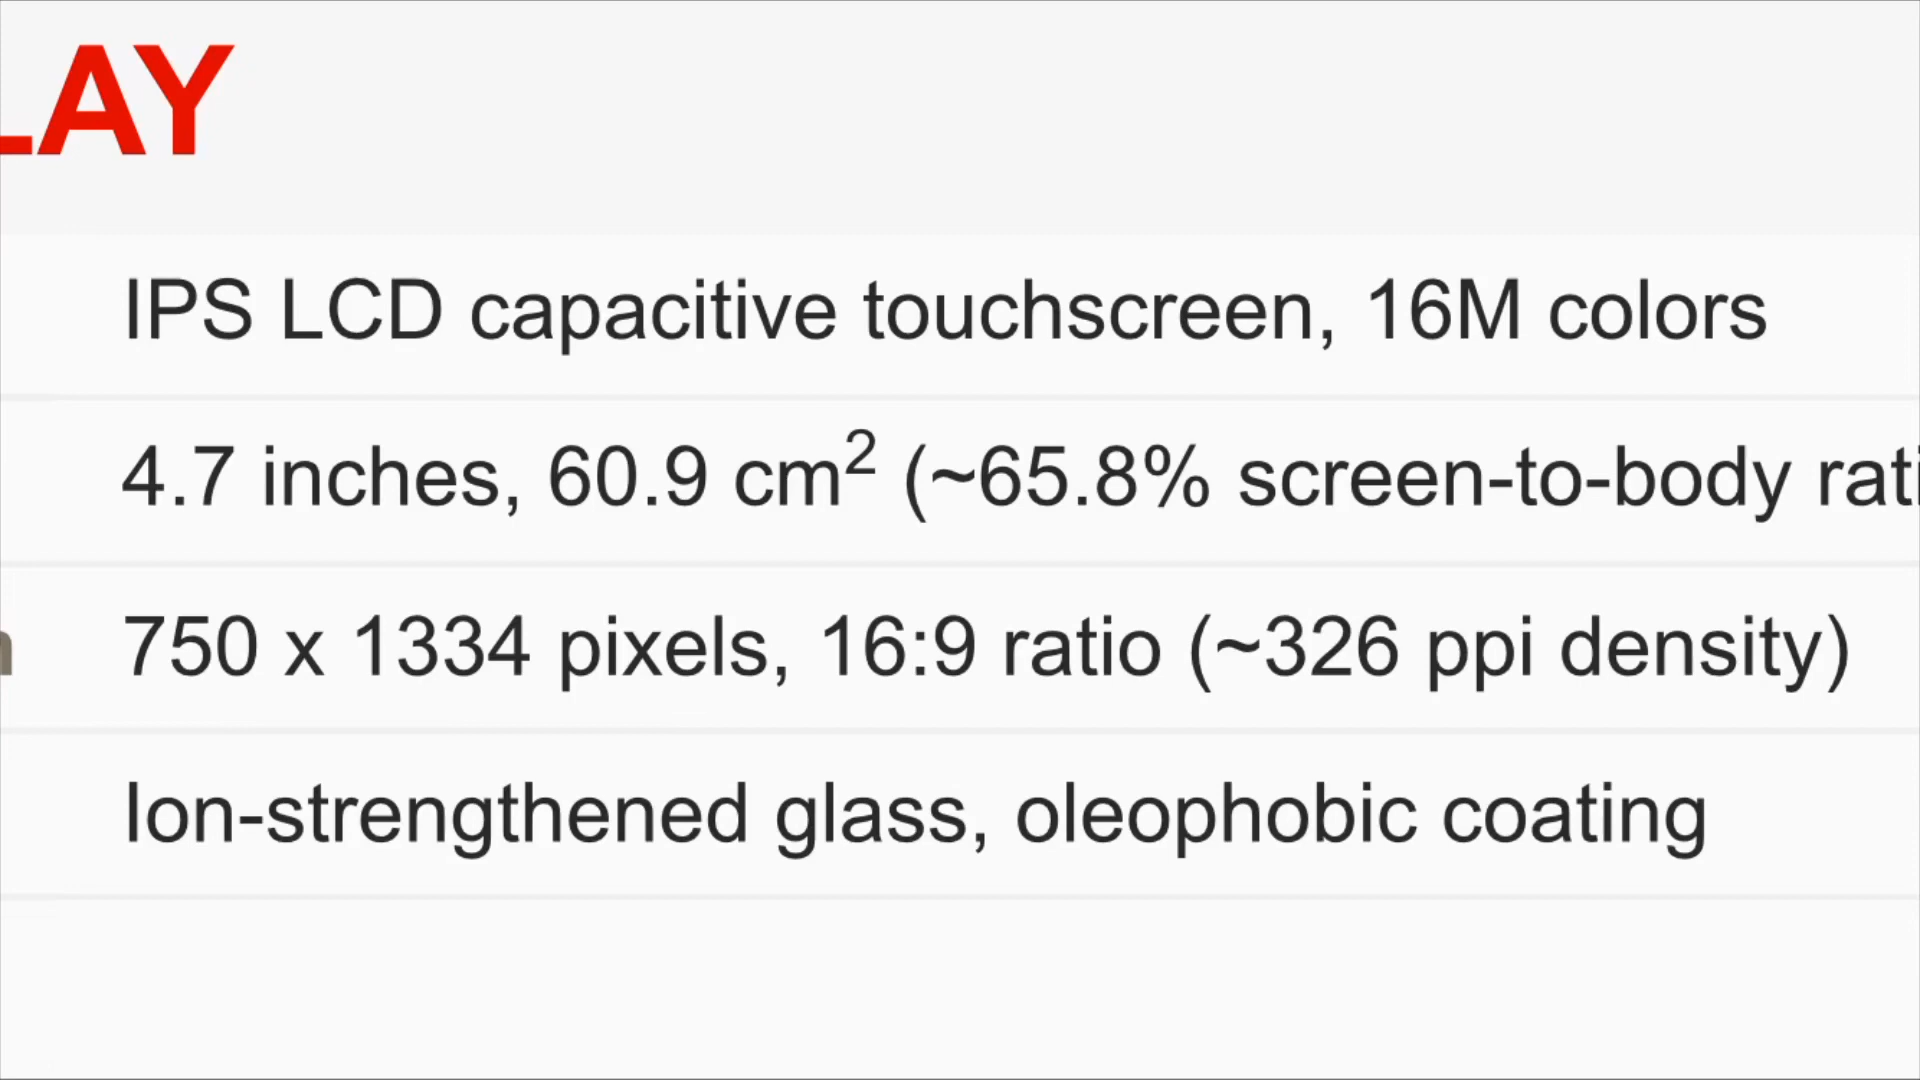 LAY
IPS LCD capacitive touchscreen, 16M colors
4.7 inches, 60.9 cm² (~65.8% screen-to-body rati
750 x 1334 pixels, 16:9 ratio (~326 ppi density)
Ion-strengthened glass, oleophobic coating